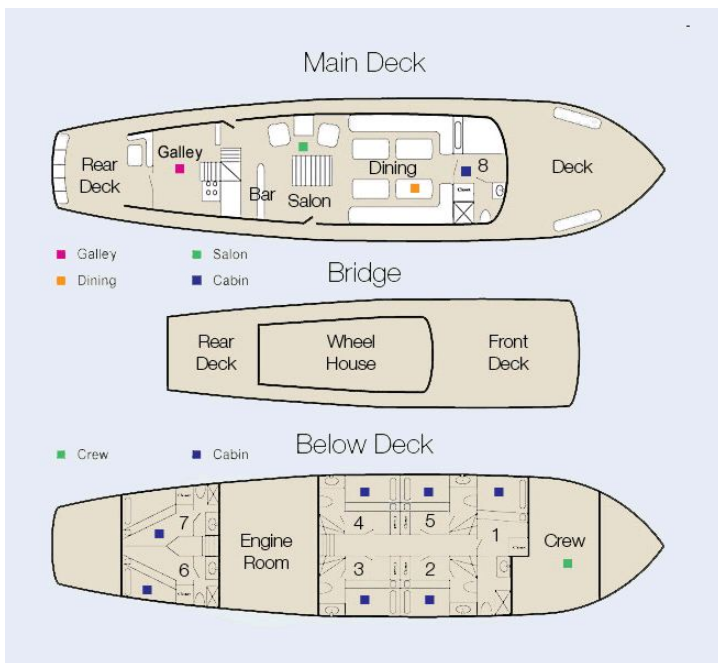 Main Deck
Rear
Deck
Galley
Bar
Salon
Dining
8
Closet
Deck
Galley
Salon
Dining
Cabin
Bridge
Rear
Deck
Wheel
House
Front
Deck
Below Deck
Crew
Cabin
7
6
Engine
Room
4
5
3
2
1
Crew